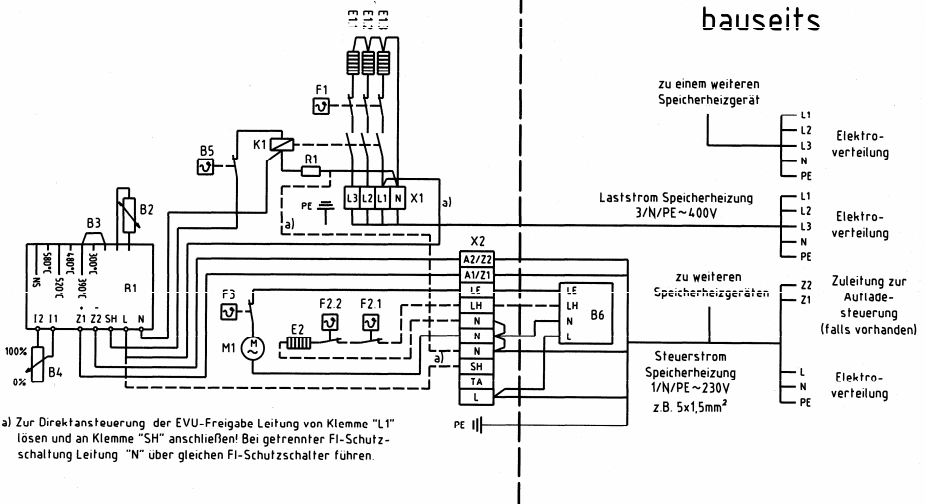 bauseits
E1.1 E1.2 E1.3
F1
K1
B5
R1
PE
L3 L2 L1 N
X1
a)
a)
zu einem weiteren
Speicherheizgerät
L1
L2
L3
N
PE
Elektro-
verteilung
Laststrom Speicherheizung
3/N/PE~400V
L1
L2
L3
N
PE
Elektro-
verteilung
B2
B3
NS
580°C
520°C
480°C
390°C
300°C
R1
+ -
I2 I1 Z1 Z2 SH L N
100%
0%
B4
X2
A2/Z2
A1/Z1
LE
LH
N
N
N
SH
TA
L
a)
F3
M1
M
~
E2
F2.2
F2.1
LE
LH
N
L
B6
PE
zu weiteren
Speicherheizgeräten
Z2
Z1
Zuleitung zur
Auflade-
steuerung
(falls vorhanden)
Steuerstrom
Speicherheizung
1/N/PE~230V
z.B. 5x1,5mm²
L
N
PE
Elektro-
verteilung
a) Zur Direktansteuerung der EVU-Freigabe Leitung von Klemme "L1"
lösen und an Klemme "SH" anschließen! Bei getrennter FI-Schutz-
schaltung Leitung "N" über gleichen FI-Schutzschalter führen.